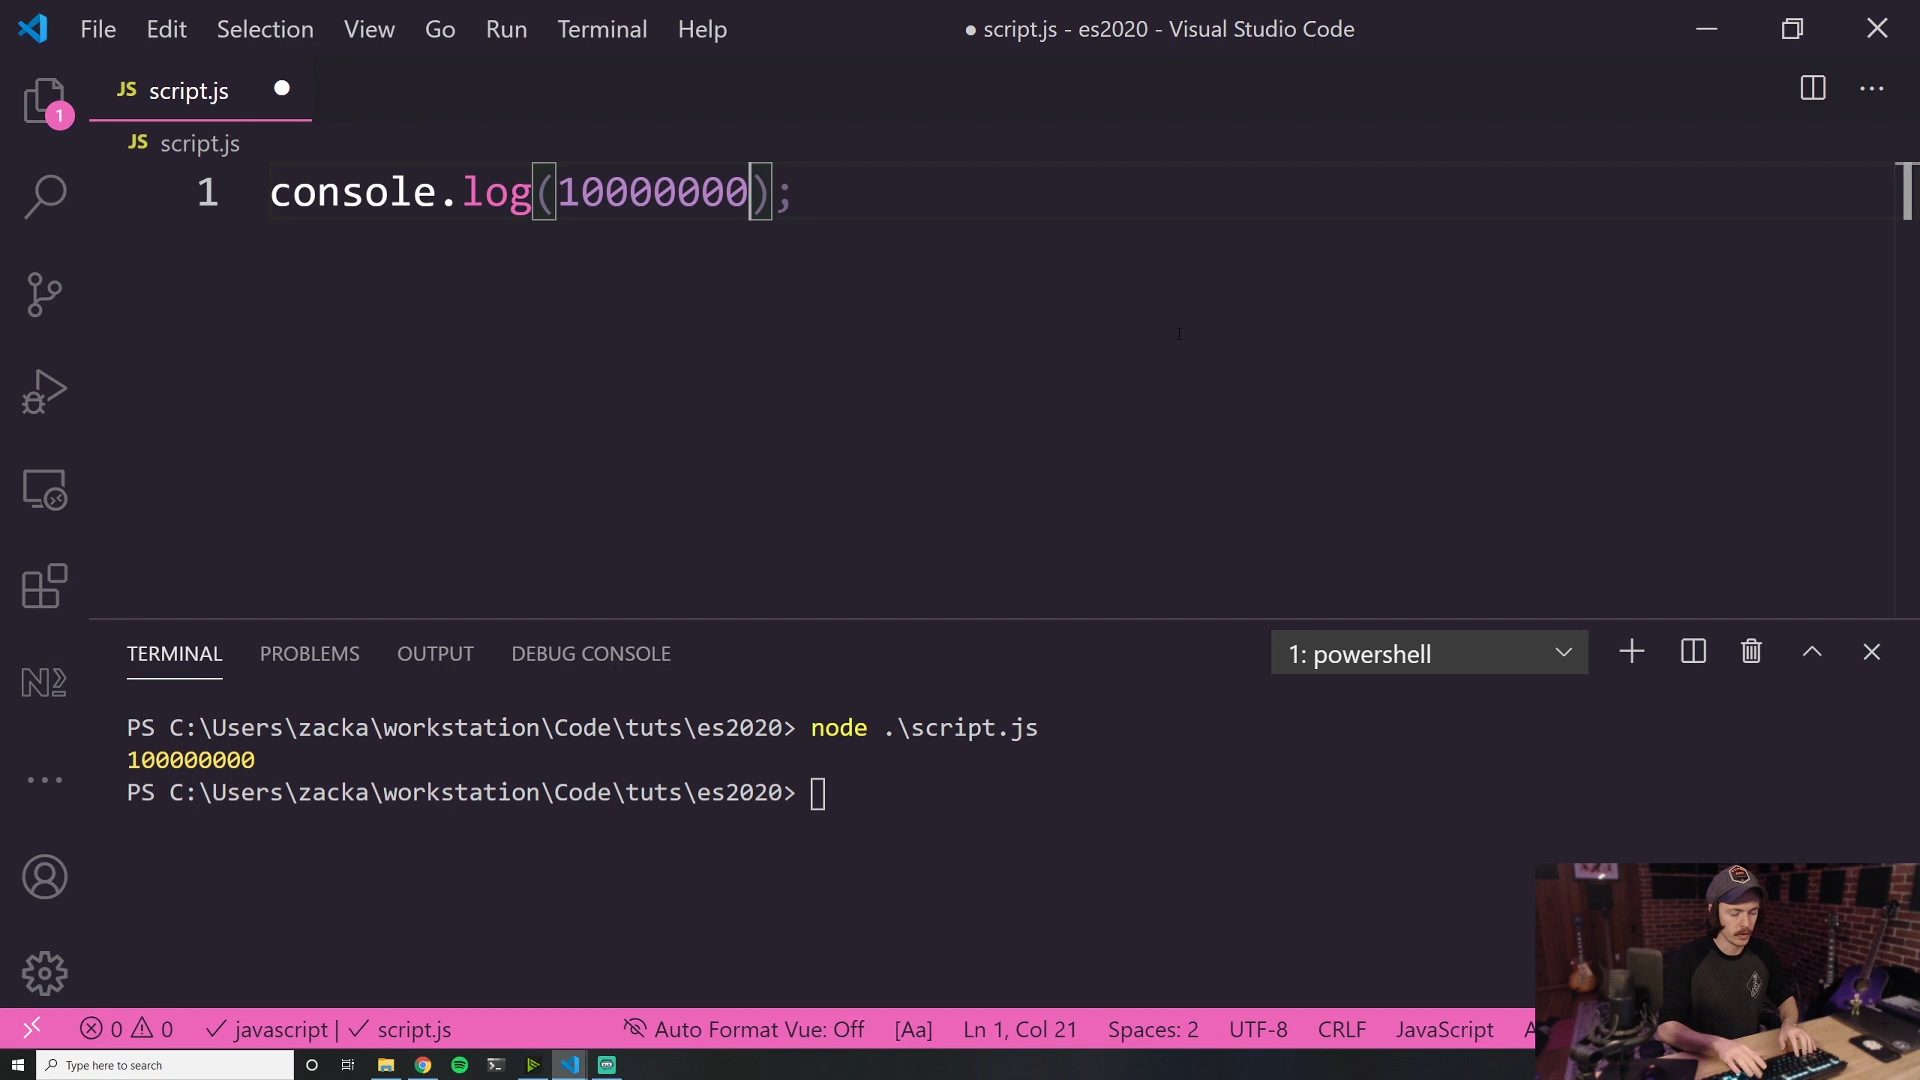 File Edit Selection View Go Run Terminal Help ● script.js - es2020 - Visual Studio Code
JS script.js
1
JS script.js
1 console.log(10000000);
TERMINAL PROBLEMS OUTPUT DEBUG CONSOLE 1: powershell
PS C:\Users\zacka\workstation\Code\tuts\es2020> node .\script.js
100000000
PS C:\Users\zacka\workstation\Code\tuts\es2020>
0 0 javascript | script.js Auto Format Vue: Off [Aa] Ln 1, Col 21 Spaces: 2 UTF-8 CRLF JavaScript
Type here to search